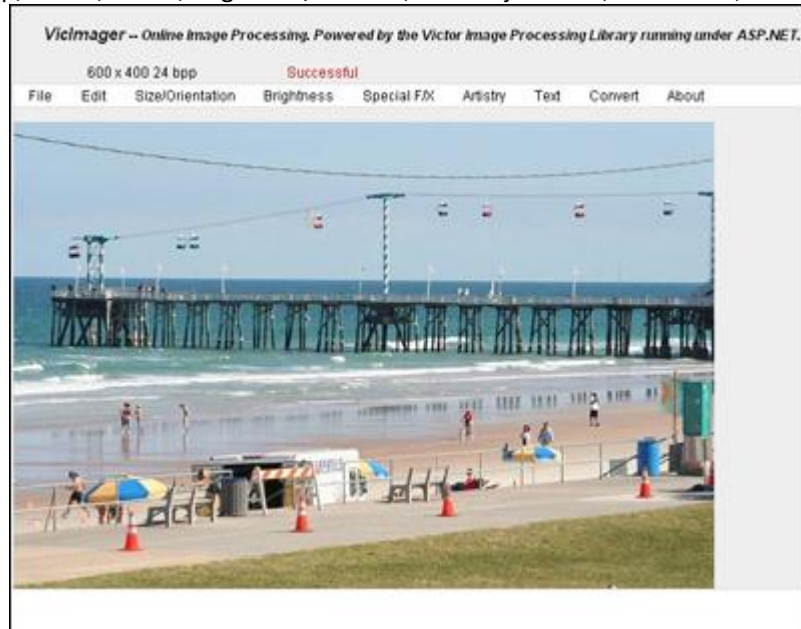 VicImager -- Online Image Processing. Powered by the Victor Image Processing Library running under ASP.NET.
600 x 400 24 bpp Successful
File Edit Size/Orientation Brightness Special F/X Artistry Text Convert About